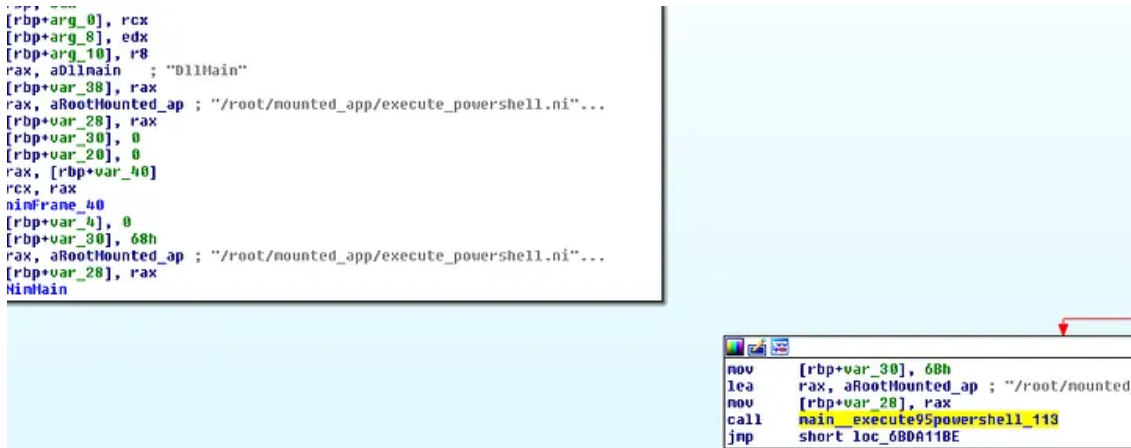 [rbp+arg_0], rcx
[rbp+arg_8], edx
[rbp+arg_10], r8
rax, aDllmain ; "DllMain"
[rbp+var_38], rax
rax, aRootMounted_ap ; "/root/mounted_app/execute_powershell.ni"...
[rbp+var_28], rax
[rbp+var_30], 0
[rbp+var_20], 0
rax, [rbp+var_40]
rcx, rax
nimFrame_40
[rbp+var_4], 0
[rbp+var_30], 68h
rax, aRootMounted_ap ; "/root/mounted_app/execute_powershell.ni"...
[rbp+var_28], rax
NimMain
mov [rbp+var_30], 6Bh
lea rax, aRootMounted_ap ; "/root/mounted
mov [rbp+var_28], rax
call main__execute95powershell_113
jmp short loc_6BDA11BE